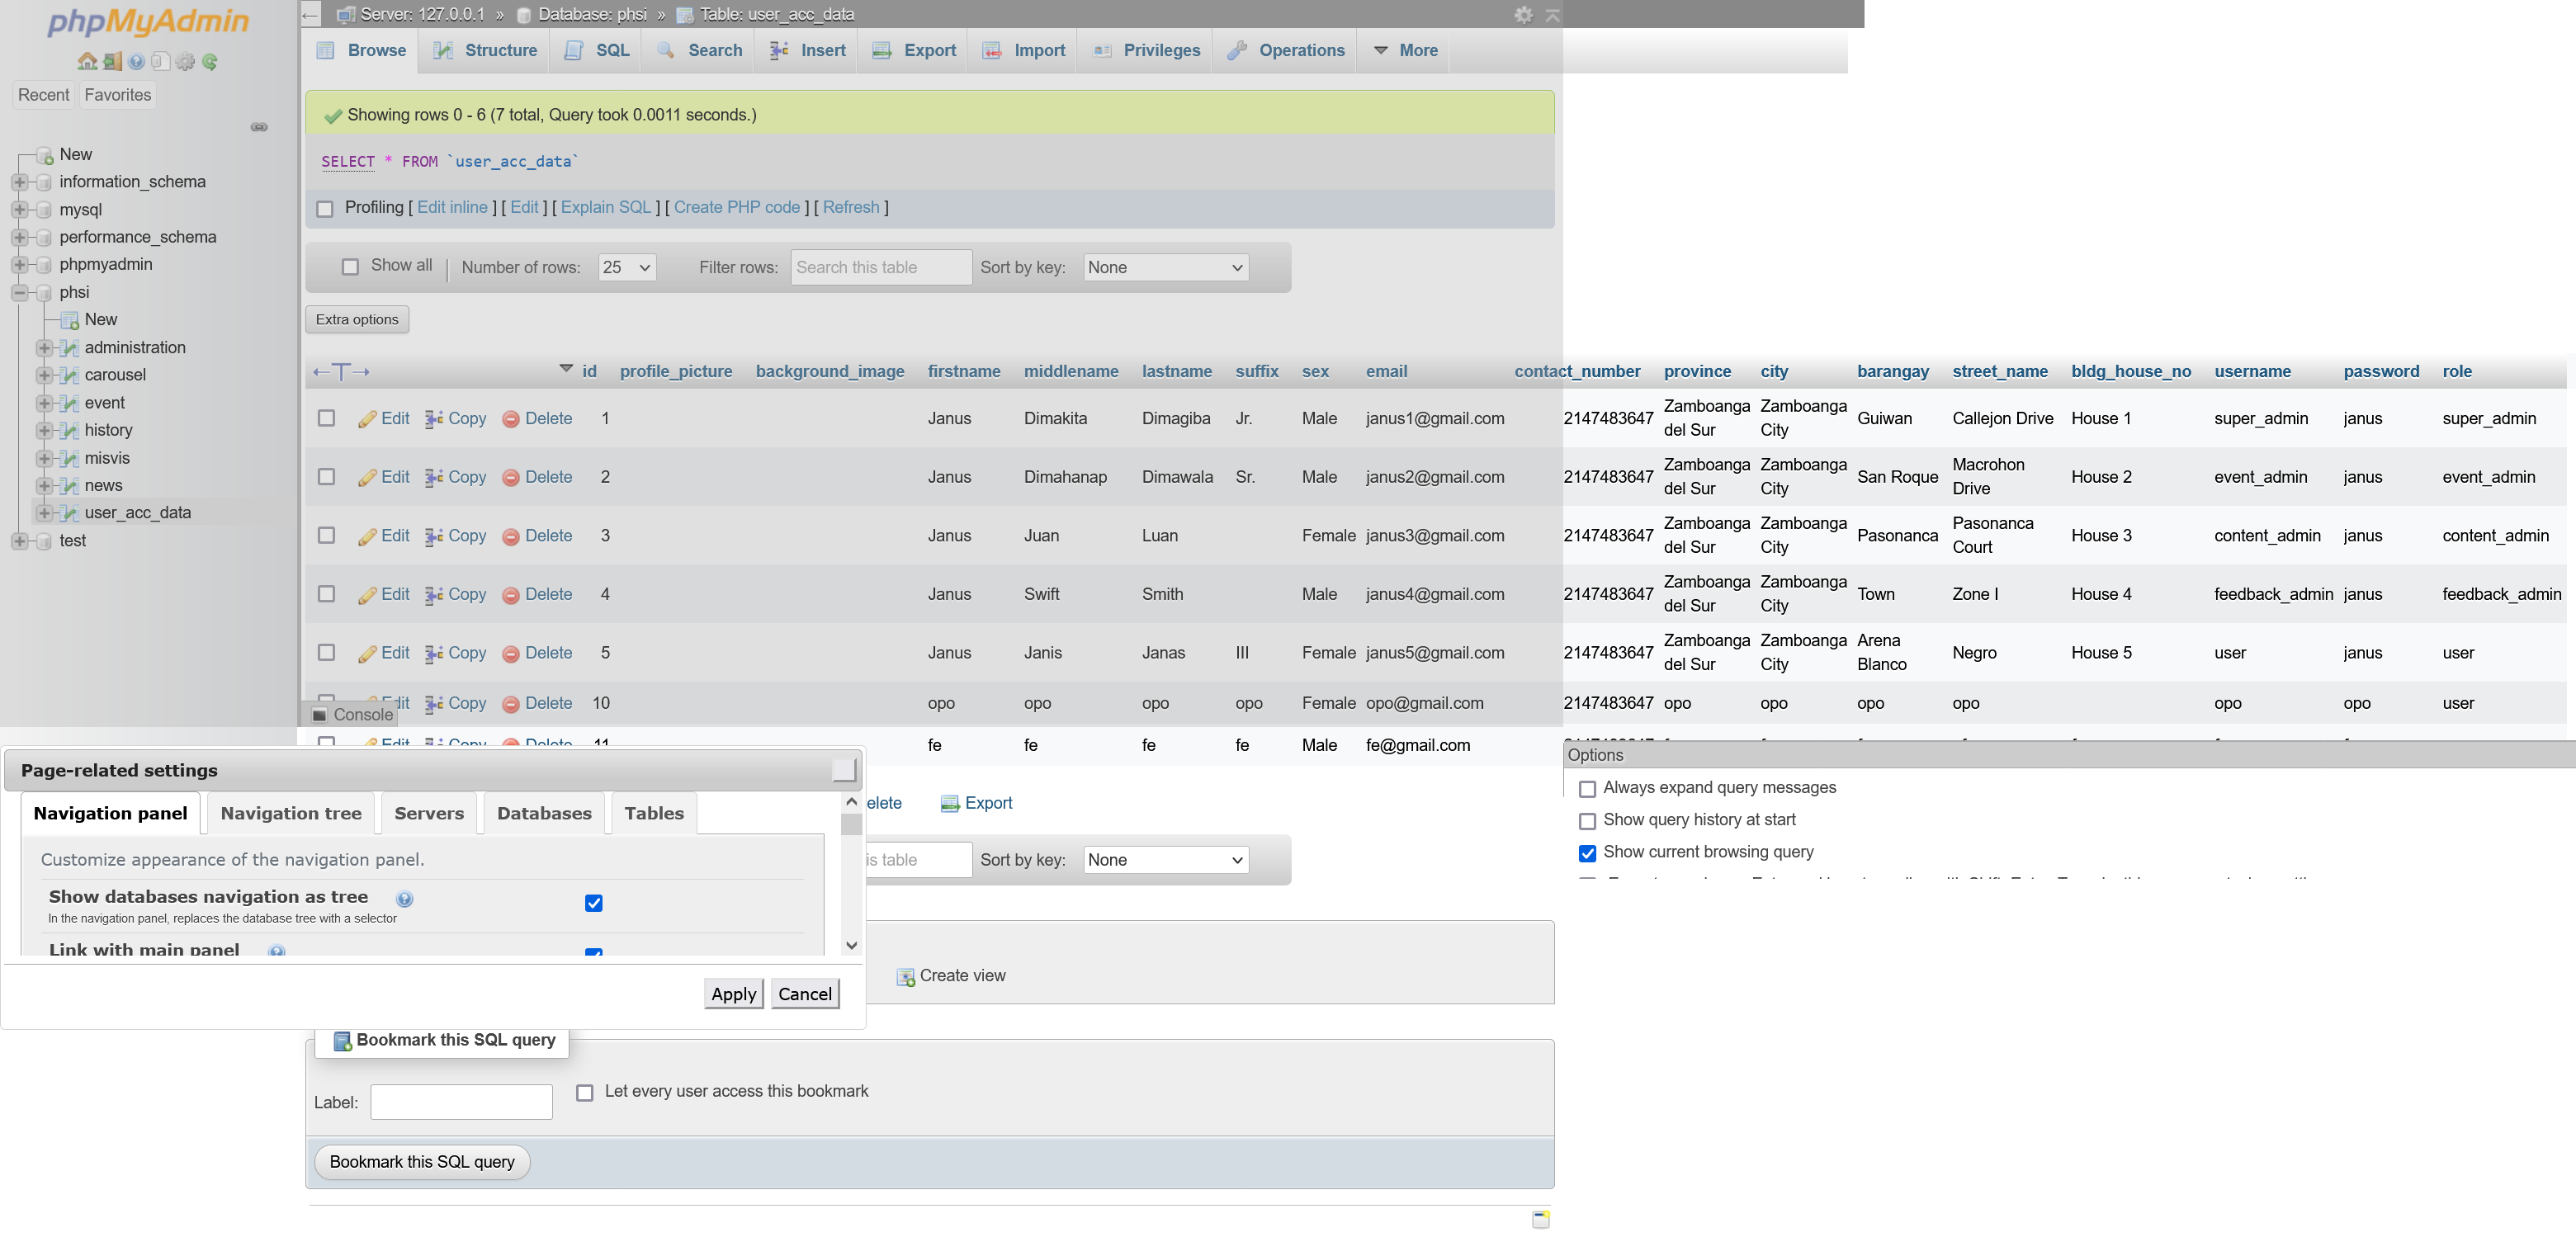 phpMyAdmin
Recent Favorites
New
information_schema
mysql
performance_schema
phpmyadmin
phsi
New
administration
carousel
event
history
misvis
news
user_acc_data
test
Server: 127.0.0.1 » Database: phsi » Table: user_acc_data
Browse Structure SQL Search Insert Export Import Privileges Operations More
Showing rows 0 - 6 (7 total, Query took 0.0011 seconds.)
SELECT * FROM `user_acc_data`
Profiling [ Edit inline ] [ Edit ] [ Explain SQL ] [ Create PHP code ] [ Refresh ]
Show all Number of rows: 25 Filter rows: Search this table Sort by key: None
Extra options
←T→ id profile_picture background_image firstname middlename lastname suffix sex email contact_number province city barangay street_name bldg_house_no username password role
Edit Copy Delete 1 Janus Dimakita Dimagiba Jr. Male janus1@gmail.com 2147483647 Zamboanga del Sur Zamboanga City Guiwan Callejon Drive House 1 super_admin janus super_admin
Edit Copy Delete 2 Janus Dimahanap Dimawala Sr. Male janus2@gmail.com 2147483647 Zamboanga del Sur Zamboanga City San Roque Macrohon Drive House 2 event_admin janus event_admin
Edit Copy Delete 3 Janus Juan Luan Female janus3@gmail.com 2147483647 Zamboanga del Sur Zamboanga City Pasonanca Pasonanca Court House 3 content_admin janus content_admin
Edit Copy Delete 4 Janus Swift Smith Male janus4@gmail.com 2147483647 Zamboanga del Sur Zamboanga City Town Zone I House 4 feedback_admin janus feedback_admin
Edit Copy Delete 5 Janus Janis Janas III Female janus5@gmail.com 2147483647 Zamboanga del Sur Zamboanga City Arena Blanco Negro House 5 user janus user
Edit Copy Delete 10 opo opo opo opo Female opo@gmail.com 2147483647 opo opo opo opo opo opo user
Console
Edit Copy Delete 11 fe fe fe fe Male fe@gmail.com
Page-related settings
Navigation panel Navigation tree Servers Databases Tables
Customize appearance of the navigation panel.
Show databases navigation as tree
In the navigation panel, replaces the database tree with a selector
Link with main panel
Apply Cancel
elete Export
is table Sort by key: None
Create view
Options
Always expand query messages
Show query history at start
Show current browsing query
Bookmark this SQL query
Label: Let every user access this bookmark
Bookmark this SQL query